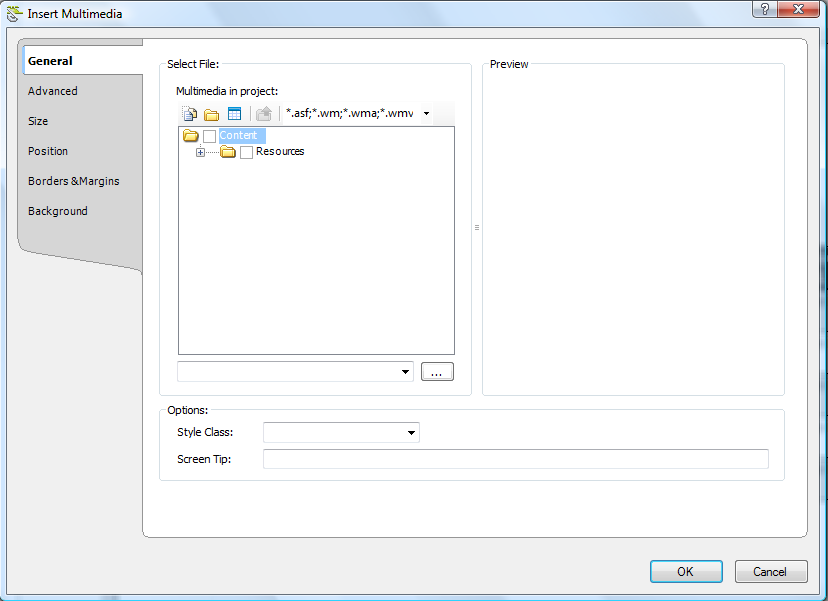 Insert Multimedia
?
General
Advanced
Size
Position
Borders &Margins
Background
Select File:
Multimedia in project:
*.asf;*.wm;*.wma;*.wmv
Content
Resources
...
Preview
Options:
Style Class:
Screen Tip:
OK
Cancel